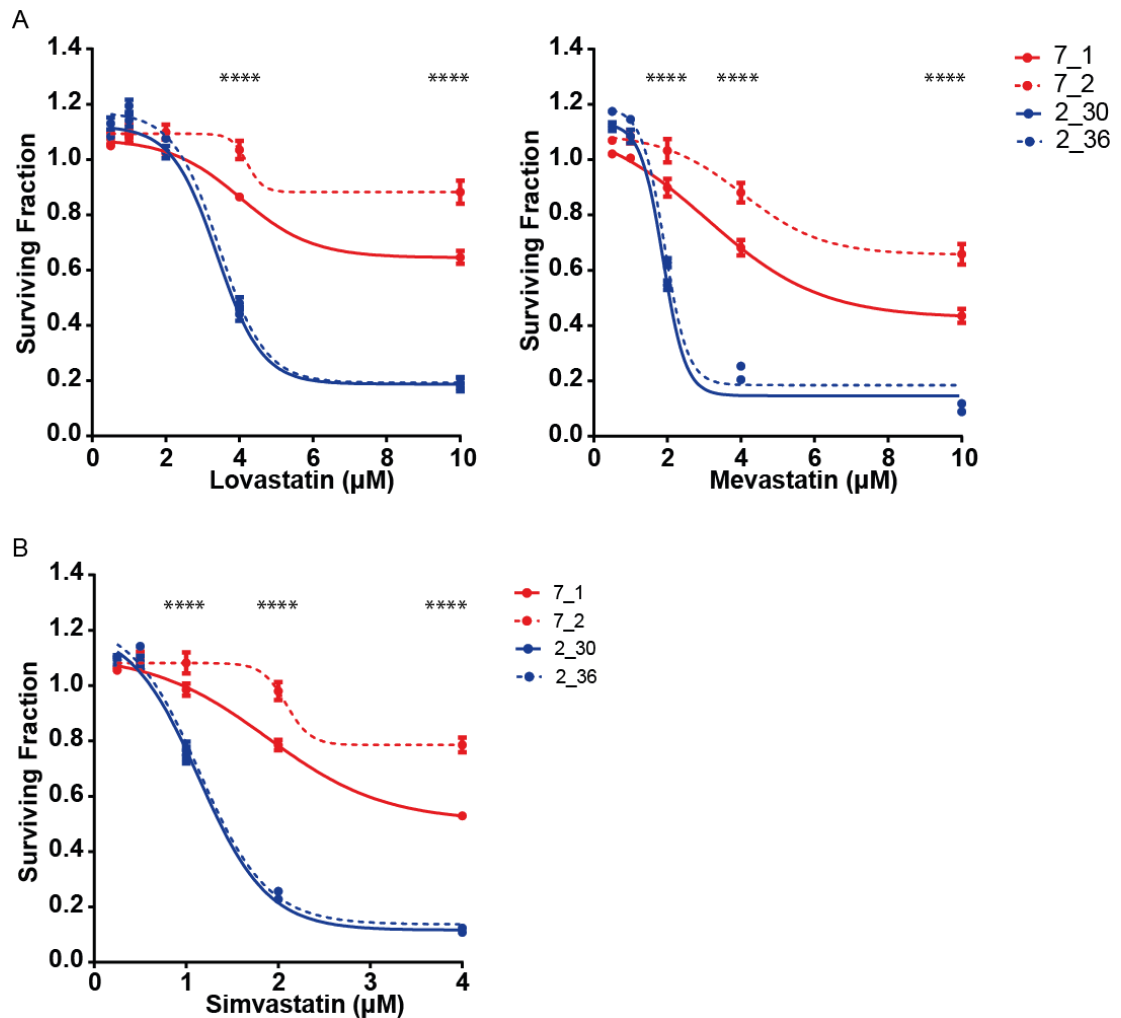 A
1.4
1.2
1.0
0.8
0.6
0.4
0.2
0.0
Surviving Fraction
**** ****
0 2 4 6 8 10
Lovastatin (µM)
1.4
1.2
1.0
0.8
0.6
0.4
0.2
0.0
Surviving Fraction
**** **** ****
0 2 4 6 8 10
Mevastatin (µM)
7_1
7_2
2_30
2_36
B
1.4
1.2
1.0
0.8
0.6
0.4
0.2
0.0
Surviving Fraction
**** **** ****
0 1 2 3 4
Simvastatin (µM)
7_1
7_2
2_30
2_36